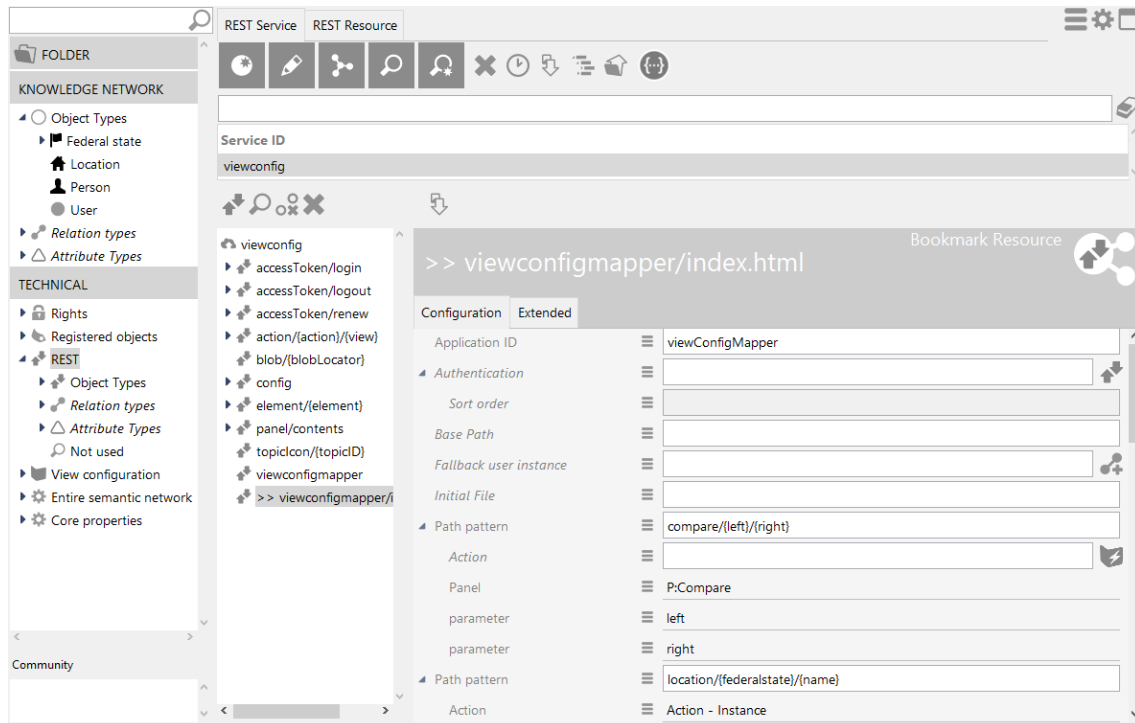 REST Service REST Resource
FOLDER
KNOWLEDGE NETWORK
Object Types
Federal state
Location
Person
User
Relation types
Attribute Types
TECHNICAL
Rights
Registered objects
REST
Object Types
Relation types
Attribute Types
Not used
View configuration
Entire semantic network
Core properties
Community
Service ID
viewconfig
viewconfig
accessToken/login
accessToken/logout
accessToken/renew
action/{action}/{view}
blob/{blobLocator}
config
element/{element}
panel/contents
topicIcon/{topicID}
viewconfigmapper
>> viewconfigmapper/i
Bookmark Resource
>> viewconfigmapper/index.html
Configuration Extended
Application ID viewConfigMapper
Authentication
Sort order
Base Path
Fallback user instance
Initial File
Path pattern compare/{left}/{right}
Action
Panel P:Compare
parameter left
parameter right
Path pattern location/{federalstate}/{name}
Action Action - Instance